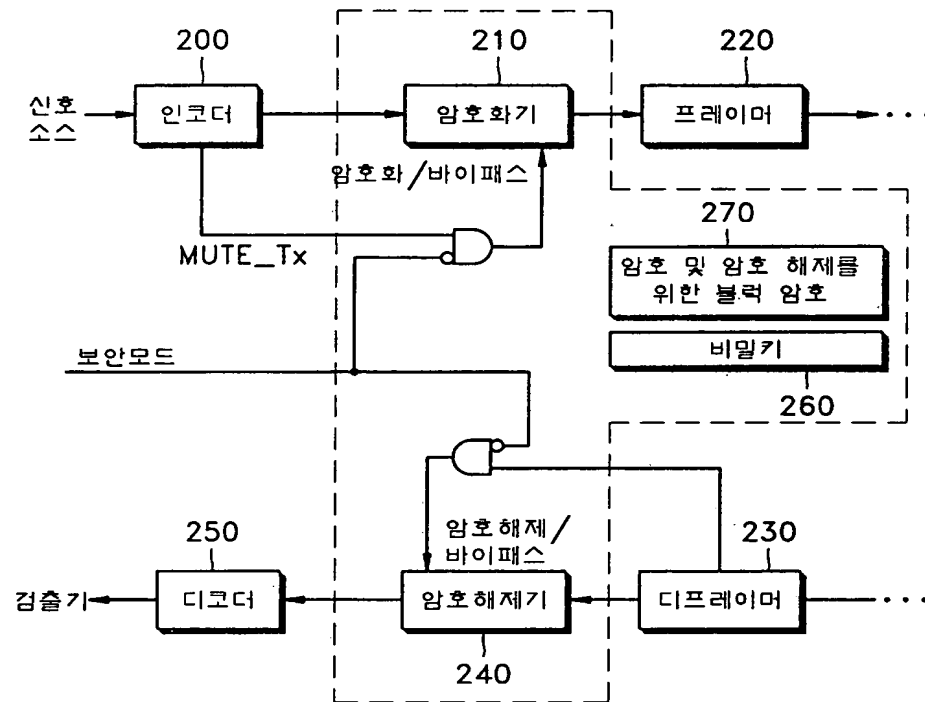 200
210
220
신호
소스
인코더
암호화기
프레이머
암호화/바이패스
MUTE_Tx
270
암호 및 암호 해제를
위한 블럭 암호
비밀키
260
보안모드
암호해제/
바이패스
250
230
검출기
디코더
암호해제기
디프레이머
240